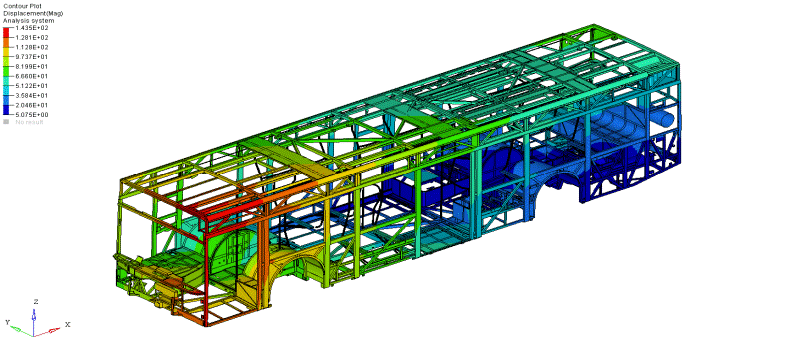 Contour Plot
Displacement(Mag)
Analysis system
1.435E+02
1.281E+02
1.128E+02
9.737E+01
8.199E+01
6.660E+01
5.122E+01
3.584E+01
2.046E+01
5.075E+00
No result
Z
Y
X